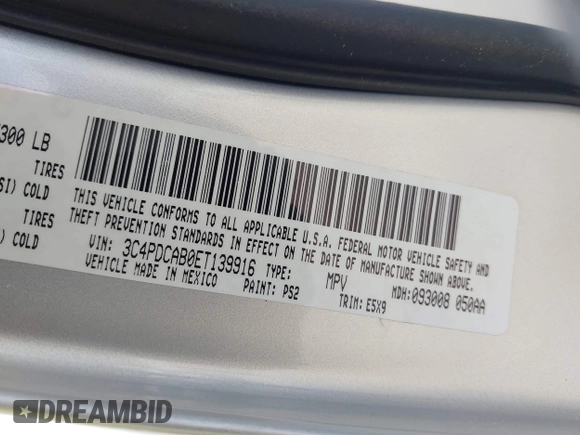 300 LB
TIRES
SI) COLD
TIRES
) COLD
THIS VEHICLE CONFORMS TO ALL APPLICABLE U.S.A. FEDERAL MOTOR VEHICLE SAFETY AND
THEFT PREVENTION STANDARDS IN EFFECT ON THE DATE OF MANUFACTURE SHOWN ABOVE.
VIN: 3C4PDCAB0ET139916 TYPE: MPV MDH:093008 050AA
VEHICLE MADE IN MEXICO PAINT: PS2 TRIM: E5X9
DREAMBID